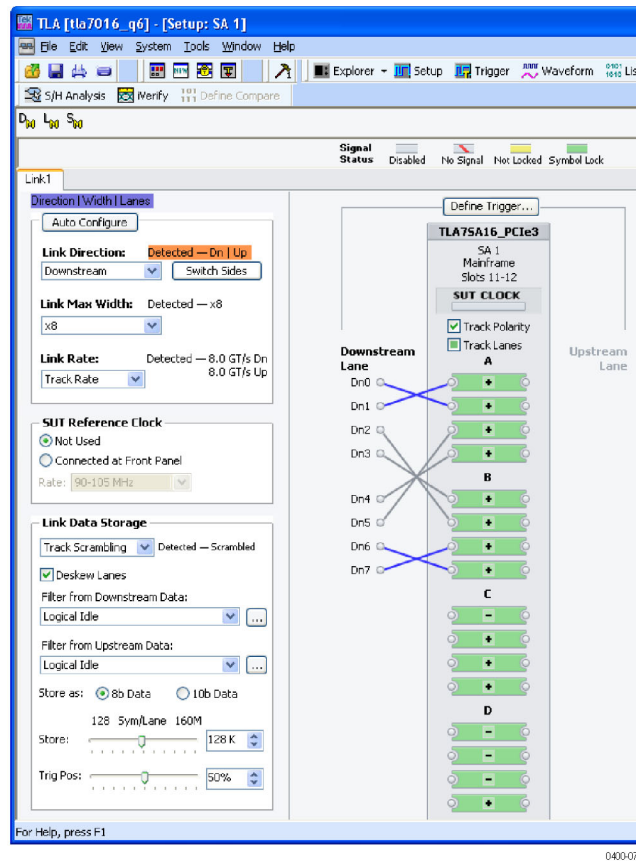 TLA [tla7016_q6] - [Setup: SA 1]
File Edit View System Tools Window Help
Explorer Setup Trigger Waveform Lis
S/H Analysis iVerify Define Compare
Signal Status Disabled No Signal Not Locked Symbol Lock
Link1
Direction | Width | Lanes
Auto Configure
Link Direction: Detected — Dn | Up
Downstream Switch Sides
Link Max Width: Detected — x8
x8
Link Rate: Detected — 8.0 GT/s Dn
8.0 GT/s Up
Track Rate
SUT Reference Clock
Not Used
Connected at Front Panel
Rate: 90-105 MHz
Link Data Storage
Track Scrambling Detected — Scrambled
Deskew Lanes
Filter from Downstream Data:
Logical Idle ...
Filter from Upstream Data:
Logical Idle ...
Store as: 8b Data 10b Data
128 Sym/Lane 160M
Store: 128 K
Trig Pos: 50%
Define Trigger...
TLA7SA16_PCIe3
SA 1
Mainframe
Slots 11-12
SUT CLOCK
Track Polarity
Track Lanes
Downstream Lane
Upstream Lane
A
Dn0 +
Dn1 +
Dn2 +
Dn3 +
B
Dn4 +
Dn5 +
Dn6 +
Dn7 +
C
-
+
+
+
D
-
-
-
+
For Help, press F1
0400-07